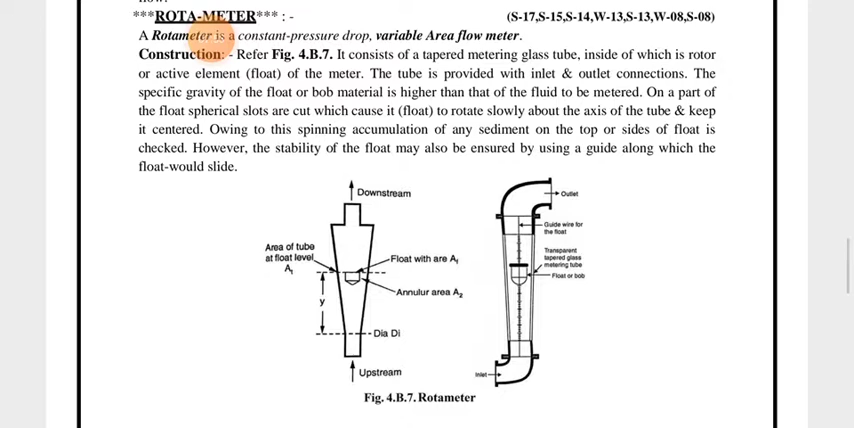 ***ROTA-METER*** : - (S-17,S-15,S-14,W-13,S-13,W-08,S-08)
A Rotameter is a constant-pressure drop, variable Area flow meter.
Construction: - Refer Fig. 4.B.7. It consists of a tapered metering glass tube, inside of which is rotor
or active element (float) of the meter. The tube is provided with inlet & outlet connections. The
specific gravity of the float or bob material is higher than that of the fluid to be metered. On a part of
the float spherical slots are cut which cause it (float) to rotate slowly about the axis of the tube & keep
it centered. Owing to this spinning accumulation of any sediment on the top or sides of float is
checked. However, the stability of the float may also be ensured by using a guide along which the
float-would slide.
Downstream
Area of tube
at float level
A₁
Float with are Af
Annulur area A₂
y
Dia Di
Upstream
Outlet
Guide wire for
the float
Transparent
tapered glass
metering tube
Float or bob
Inlet
Fig. 4.B.7. Rotameter